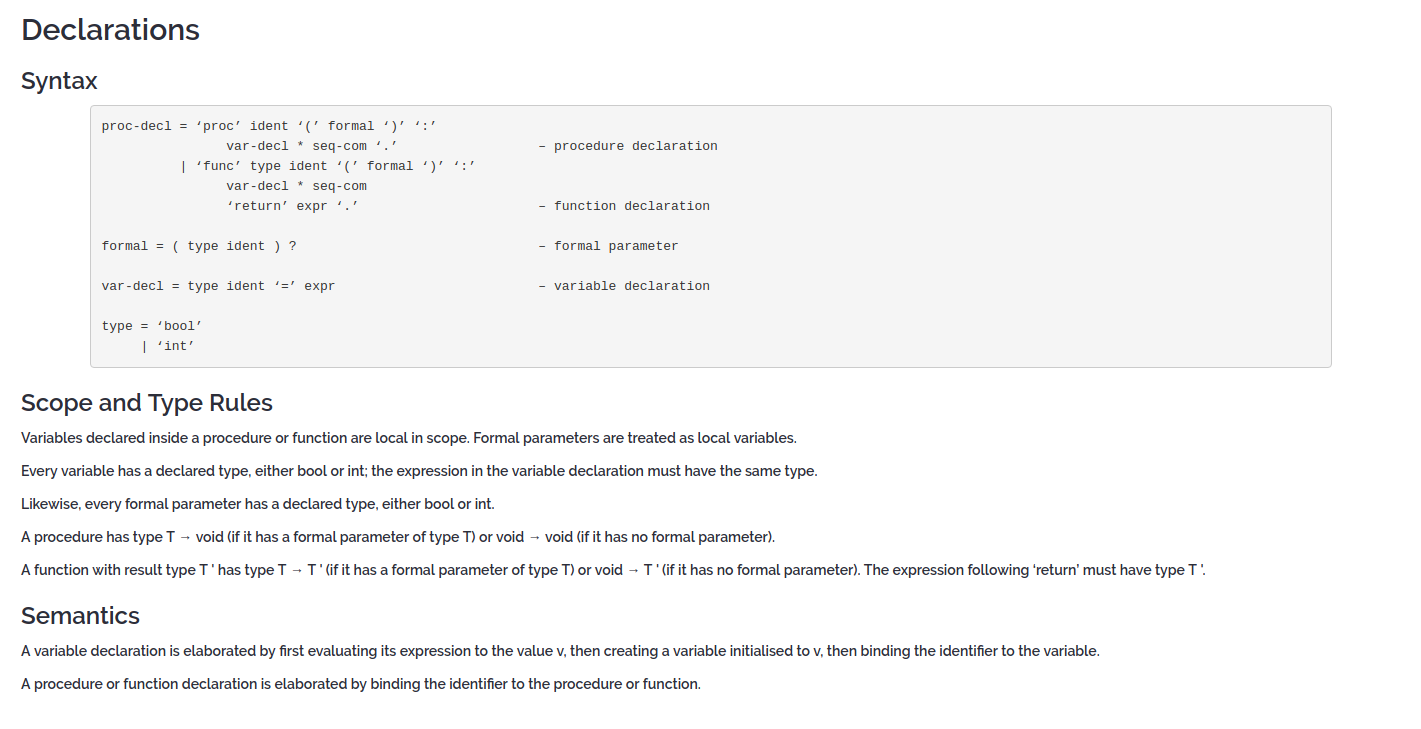 Declarations
Syntax
proc-decl = ‘proc’ ident ‘(’ formal ‘)’ ‘:’
var-decl * seq-com ‘.’ – procedure declaration
| ‘func’ type ident ‘(’ formal ‘)’ ‘:’
var-decl * seq-com
‘return’ expr ‘.’ – function declaration
formal = ( type ident ) ? – formal parameter
var-decl = type ident ‘=’ expr – variable declaration
type = ‘bool’
| ‘int’
Scope and Type Rules
Variables declared inside a procedure or function are local in scope. Formal parameters are treated as local variables.
Every variable has a declared type, either bool or int; the expression in the variable declaration must have the same type.
Likewise, every formal parameter has a declared type, either bool or int.
A procedure has type T → void (if it has a formal parameter of type T) or void → void (if it has no formal parameter).
A function with result type T ' has type T → T ' (if it has a formal parameter of type T) or void → T ' (if it has no formal parameter). The expression following ‘return’ must have type T '.
Semantics
A variable declaration is elaborated by first evaluating its expression to the value v, then creating a variable initialised to v, then binding the identifier to the variable.
A procedure or function declaration is elaborated by binding the identifier to the procedure or function.